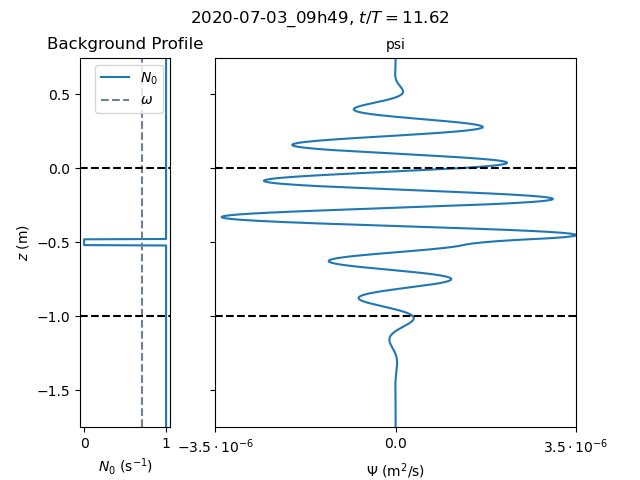 2020-07-03_09h49, t/T = 11.62
Background Profile
psi
N₀
ω
0.5
0.0
−0.5
−1.0
−1.5
z (m)
0
1
N₀ (s⁻¹)
−3.5 · 10⁻⁶
0.0
3.5 · 10⁻⁶
Ψ (m²/s)